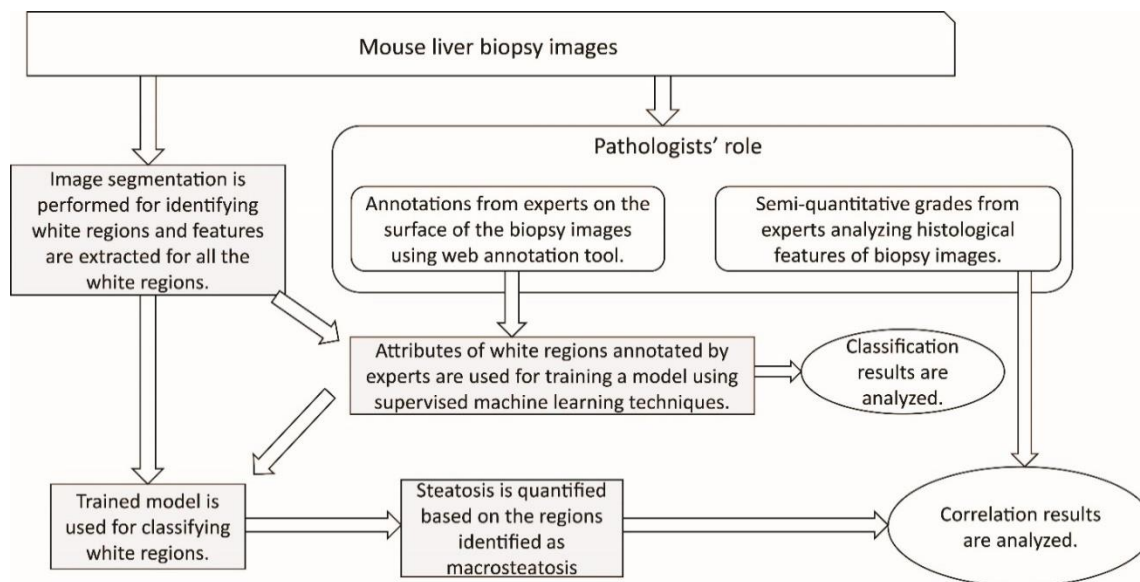 Mouse liver biopsy images
Pathologists’ role
Image segmentation is
performed for identifying
white regions and features
are extracted for all the
white regions.
Annotations from experts on the
surface of the biopsy images
using web annotation tool.
Semi-quantitative grades from
experts analyzing histological
features of biopsy images.
Attributes of white regions annotated by
experts are used for training a model using
supervised machine learning techniques.
Classification
results are
analyzed.
Trained model is
used for classifying
white regions.
Steatosis is quantified
based on the regions
identified as
macrosteatosis
Correlation results
are analyzed.